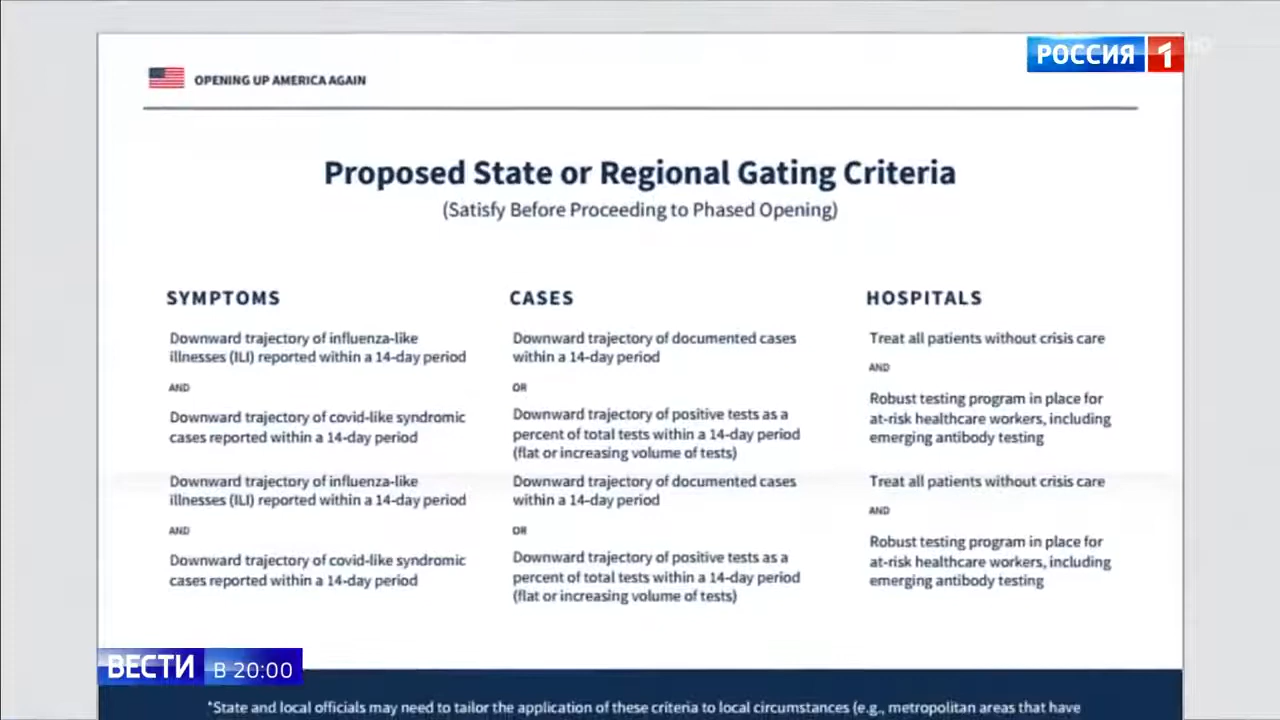 РОССИЯ 1 HD
OPENING UP AMERICA AGAIN
Proposed State or Regional Gating Criteria
(Satisfy Before Proceeding to Phased Opening)
SYMPTOMS
Downward trajectory of influenza-like
illnesses (ILI) reported within a 14-day period
AND
Downward trajectory of covid-like syndromic
cases reported within a 14-day period
Downward trajectory of influenza-like
illnesses (ILI) reported within a 14-day period
AND
Downward trajectory of covid-like syndromic
cases reported within a 14-day period
CASES
Downward trajectory of documented cases
within a 14-day period
OR
Downward trajectory of positive tests as a
percent of total tests within a 14-day period
(flat or increasing volume of tests)
Downward trajectory of documented cases
within a 14-day period
OR
Downward trajectory of positive tests as a
percent of total tests within a 14-day period
(flat or increasing volume of tests)
HOSPITALS
Treat all patients without crisis care
AND
Robust testing program in place for
at-risk healthcare workers, including
emerging antibody testing
Treat all patients without crisis care
AND
Robust testing program in place for
at-risk healthcare workers, including
emerging antibody testing
ВЕСТИ В 20:00
*State and local officials may need to tailor the application of these criteria to local circumstances (e.g., metropolitan areas that have